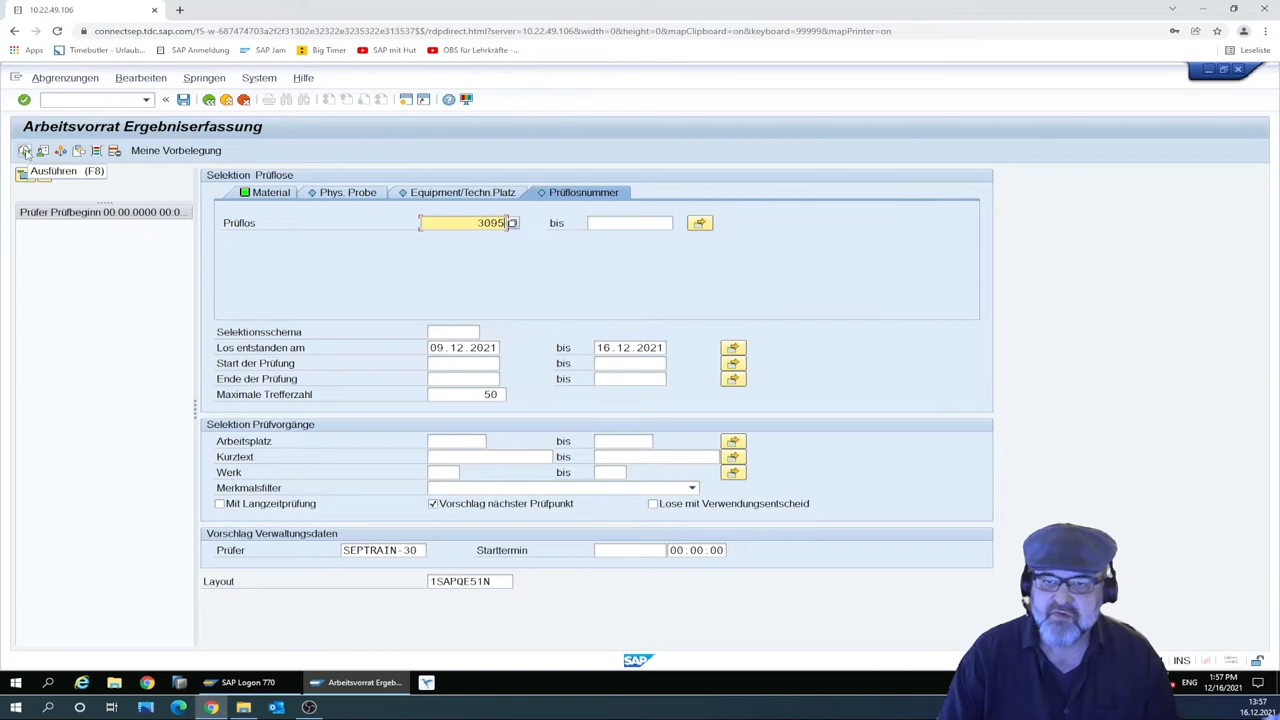 10.22.49.106
connectsep.tdc.sap.com/f5-w-687474703a2f2f31302e32322e3235322e315$$/rdpdirect.html?server=10.22.49.106&width=0&height=0&mapClipboard=on&keyboard=99999&mapPrinter=on
Apps Timebutler - Urlaub... SAP Anmeldung SAP Jam Big Timer SAP mit Hut OBS für Lehrkräfte -... Leseliste
Abgrenzungen Bearbeiten Springen System Hilfe
Arbeitsvorrat Ergebniserfassung
Meine Vorbelegung
Ausführen (F8)
Prüfer Prüfbeginn 00.00.0000 00:0...
Selektion Prüflose
Material Phys. Probe Equipment/Techn.Platz Prüflosnummer
Prüflos 3095 bis
Selektionsschema
Los entstanden am 09.12.2021 bis 16.12.2021
Start der Prüfung bis
Ende der Prüfung bis
Maximale Trefferzahl 50
Selektion Prüfvorgänge
Arbeitsplatz bis
Kurztext bis
Werk bis
Merkmalsfilter
Mit Langzeitprüfung Vorschlag nächster Prüfpunkt Lose mit Verwendungsentscheid
Vorschlag Verwaltungsdaten
Prüfer SEPTRAIN-30 Starttermin 00:00:00
Layout 1SAPQE51N
SAP
INS
SAP Logon 770 Arbeitsvorrat Ergeb... ENG 1:57 PM
12/16/2021
13:57
16.12.2021